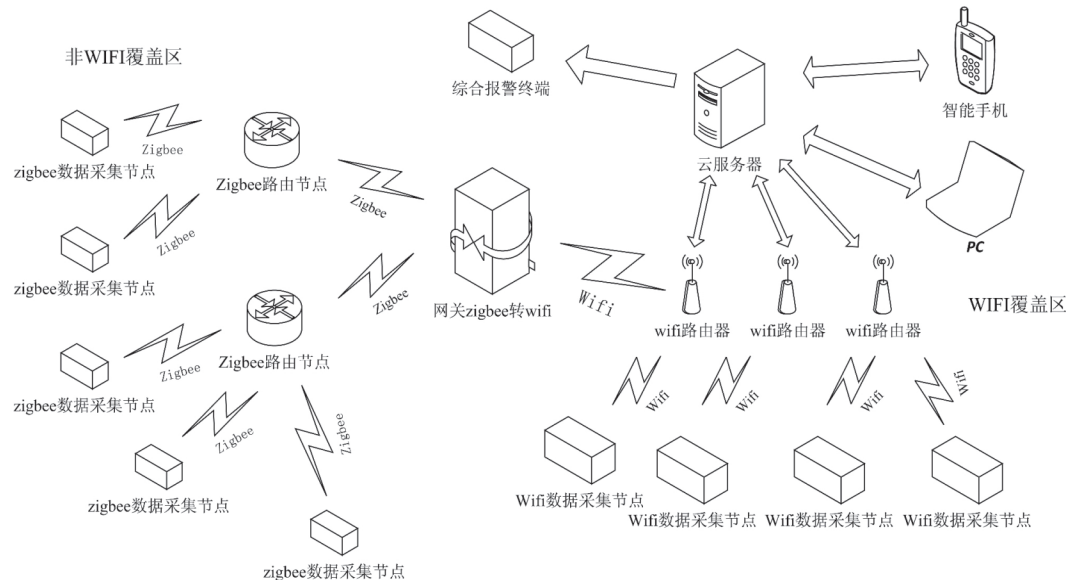 非WIFI覆盖区
综合报警终端
智能手机
云服务器
PC
Zigbee
zigbee数据采集节点
Zigbee路由节点
Zigbee
Zigbee
zigbee数据采集节点
Zigbee
网关zigbee转wifi
Wifi
wifi路由器
wifi路由器
wifi路由器
WIFI覆盖区
Zigbee路由节点
Zigbee
zigbee数据采集节点
Zigbee
Zigbee
Wifi
Wifi
Wifi
Wifi
zigbee数据采集节点
zigbee数据采集节点
Wifi数据采集节点
Wifi数据采集节点
Wifi数据采集节点
Wifi数据采集节点